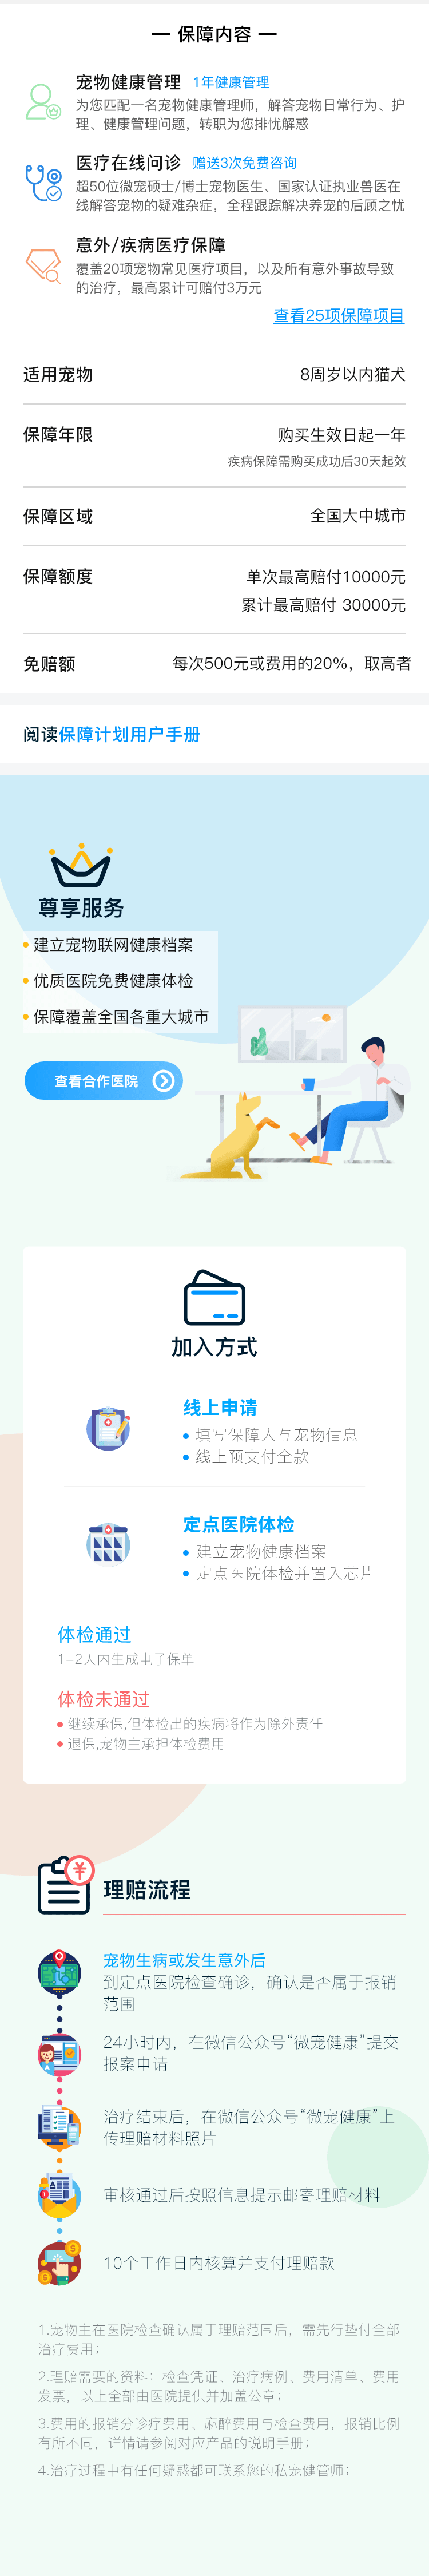 — 保障内容 —
宠物健康管理 1年健康管理
为您匹配一名宠物健康管理师，解答宠物日常行为、护
理、健康管理问题，转职为您排忧解惑
医疗在线问诊 赠送3次免费咨询
超50位微宠硕士/博士宠物医生、国家认证执业兽医在
线解答宠物的疑难杂症，全程跟踪解决养宠的后顾之忧
意外/疾病医疗保障
覆盖20项宠物常见医疗项目，以及所有意外事故导致
的治疗，最高累计可赔付3万元
查看25项保障项目
适用宠物 8周岁以内猫犬
保障年限 购买生效日起一年
疾病保障需购买成功后30天起效
保障区域 全国大中城市
保障额度 单次最高赔付10000元
累计最高赔付 30000元
免赔额 每次500元或费用的20%，取高者
阅读保障计划用户手册
尊享服务
建立宠物联网健康档案
优质医院免费健康体检
保障覆盖全国各重大城市
查看合作医院
加入方式
线上申请
填写保障人与宠物信息
线上预支付全款
定点医院体检
建立宠物健康档案
定点医院体检并置入芯片
体检通过
1-2天内生成电子保单
体检未通过
继续承保,但体检出的疾病将作为除外责任
退保,宠物主承担体检费用
¥
理赔流程
宠物生病或发生意外后
到定点医院检查确诊，确认是否属于报销
范围
24小时内，在微信公众号“微宠健康”提交
报案申请
治疗结束后，在微信公众号“微宠健康”上
传理赔材料照片
审核通过后按照信息提示邮寄理赔材料
10个工作日内核算并支付理赔款
1.宠物主在医院检查确认属于理赔范围后，需先行垫付全部
治疗费用；
2.理赔需要的资料：检查凭证、治疗病例、费用清单、费用
发票，以上全部由医院提供并加盖公章；
3.费用的报销分诊疗费用、麻醉费用与检查费用，报销比例
有所不同，详情请参阅对应产品的说明手册；
4.治疗过程中有任何疑惑都可联系您的私宠健管师；